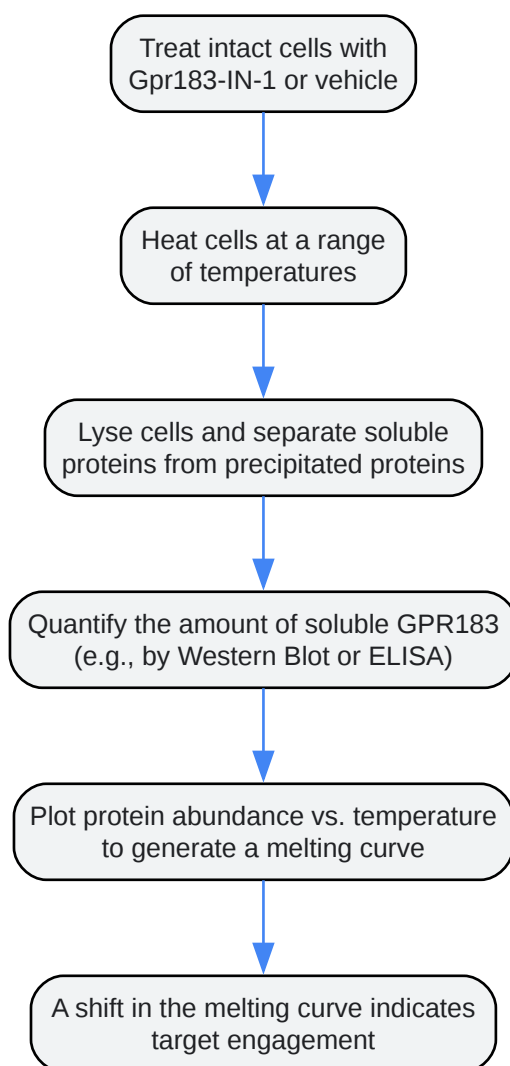 Treat intact cells with
Gpr183-IN-1 or vehicle
Heat cells at a range
of temperatures
Lyse cells and separate soluble
proteins from precipitated proteins
Quantify the amount of soluble GPR183
(e.g., by Western Blot or ELISA)
Plot protein abundance vs. temperature
to generate a melting curve
A shift in the melting curve indicates
target engagement